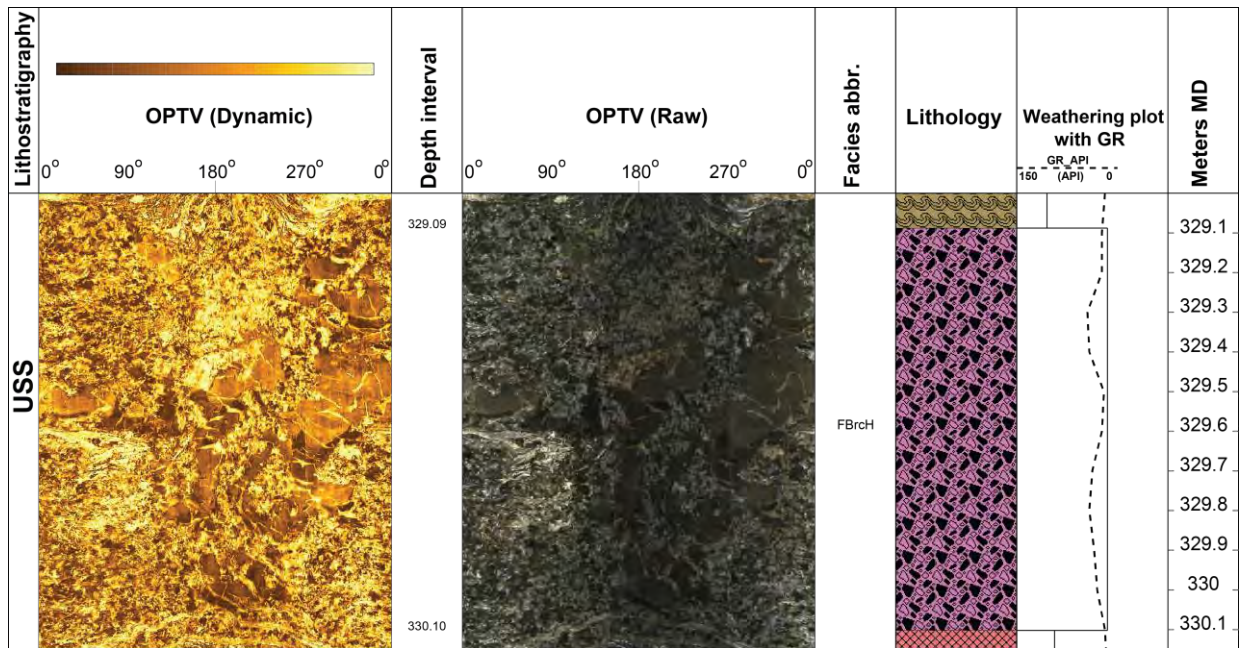 Lithostratigraphy
OPTV (Dynamic)
0° 90° 180° 270° 0°
Depth interval
OPTV (Raw)
0° 90° 180° 270° 0°
Facies abbr.
Lithology
Weathering plot
with GR
GR_API
150 (API) 0
Meters MD
USS
329.09
330.10
FBrcH
329.1
329.2
329.3
329.4
329.5
329.6
329.7
329.8
329.9
330
330.1